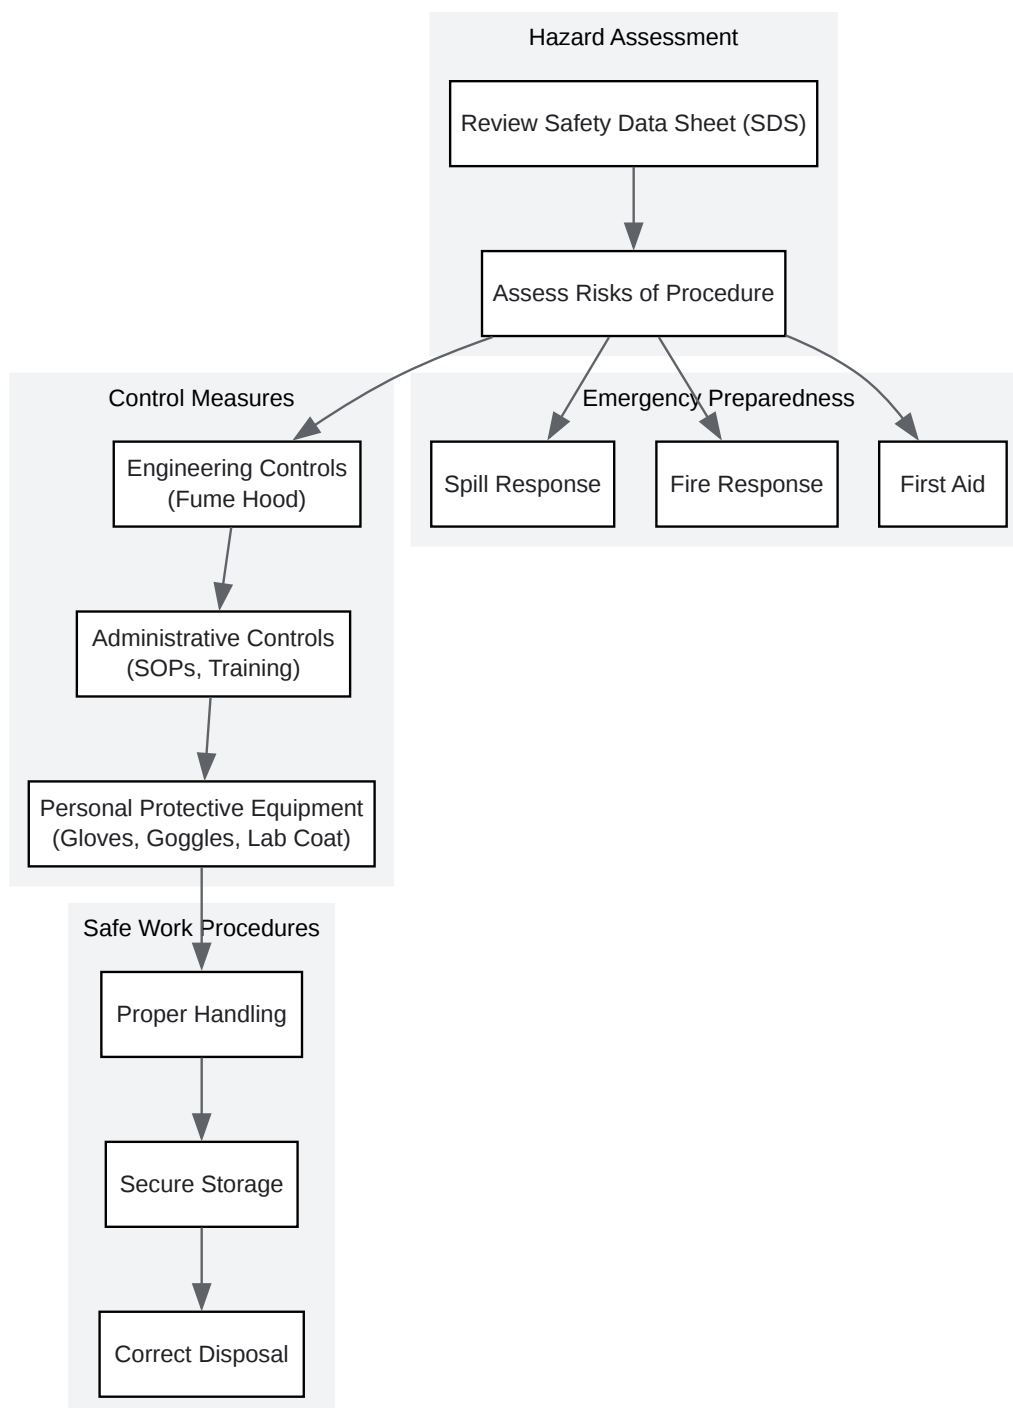 Hazard Assessment
Review Safety Data Sheet (SDS)
Assess Risks of Procedure
Control Measures
Engineering Controls
(Fume Hood)
Administrative Controls
(SOPs, Training)
Personal Protective Equipment
(Gloves, Goggles, Lab Coat)
Emergency Preparedness
Spill Response
Fire Response
First Aid
Safe Work Procedures
Proper Handling
Secure Storage
Correct Disposal